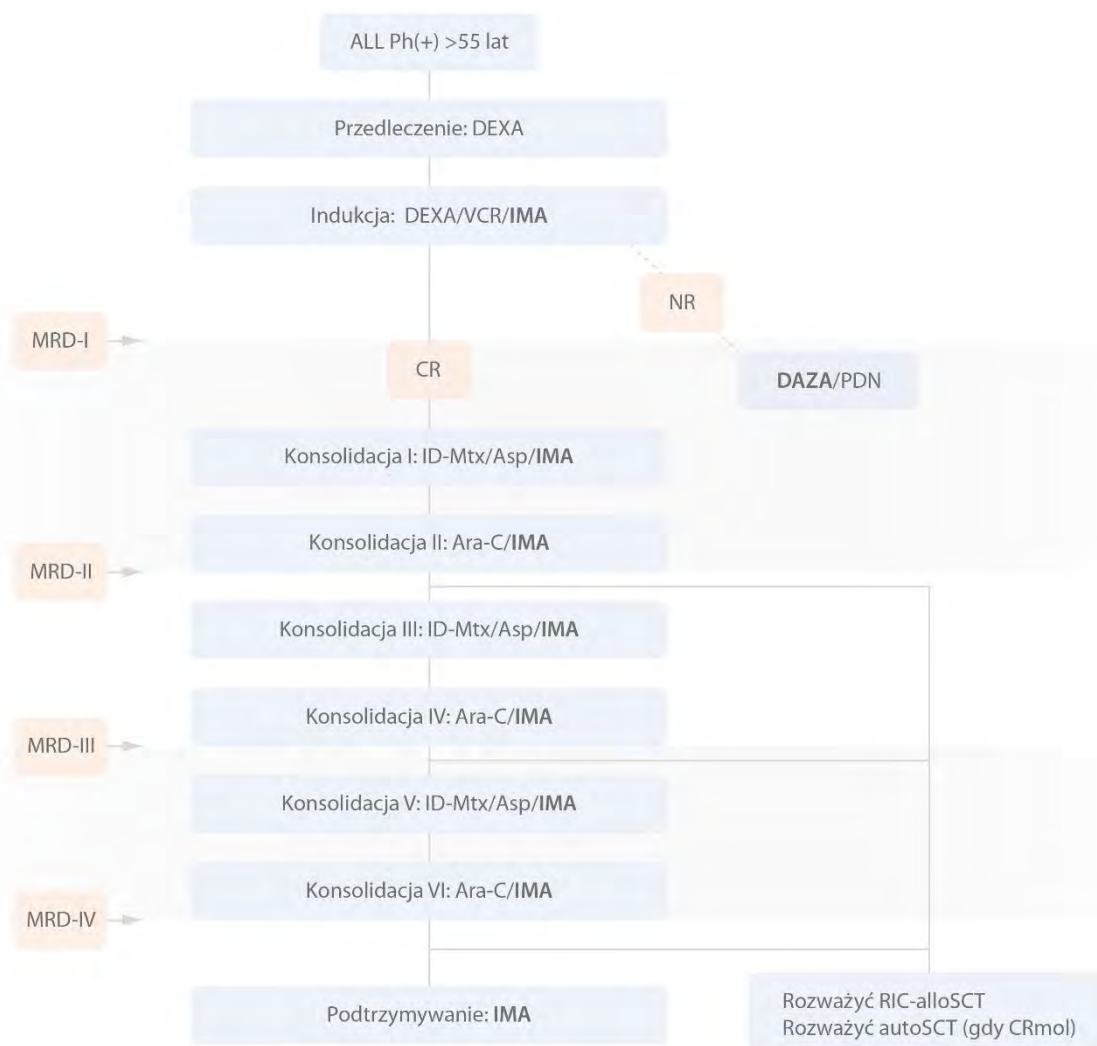 ALL Ph(+) >55 lat
Przedleczenie: DEXA
Indukcja: DEXA/VCR/IMA
NR
MRD-I
CR
DAZA/PDN
Konsolidacja I: ID-Mtx/Asp/IMA
Konsolidacja II: Ara-C/IMA
MRD-II
Konsolidacja III: ID-Mtx/Asp/IMA
Konsolidacja IV: Ara-C/IMA
MRD-III
Konsolidacja V: ID-Mtx/Asp/IMA
Konsolidacja VI: Ara-C/IMA
MRD-IV
Podtrzymywanie: IMA
Rozważyć RIC-alloSCT
Rozważyć autoSCT (gdy CRmol)